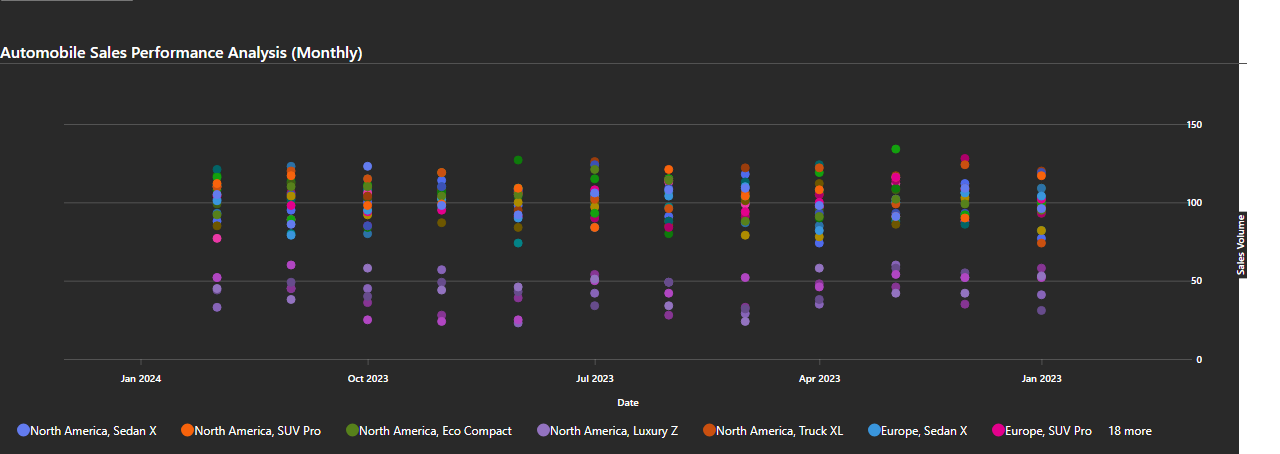 Automobile Sales Performance Analysis (Monthly)
150
100
50
0
Sales Volume
Jan 2024
Oct 2023
Jul 2023
Apr 2023
Jan 2023
Date
North America, Sedan X
North America, SUV Pro
North America, Eco Compact
North America, Luxury Z
North America, Truck XL
Europe, Sedan X
Europe, SUV Pro
18 more